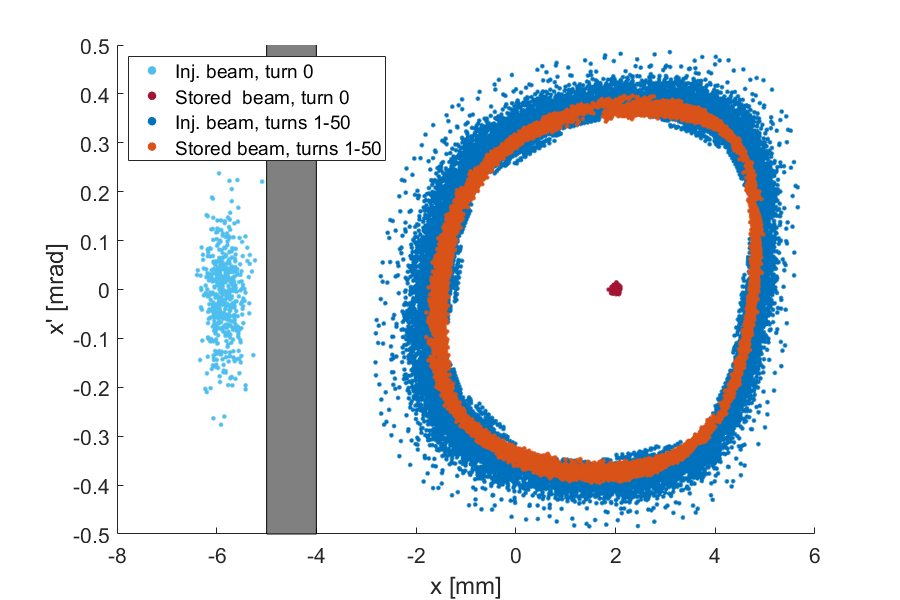 Inj. beam, turn 0
Stored beam, turn 0
Inj. beam, turns 1-50
Stored beam, turns 1-50
0.5
0.4
0.3
0.2
0.1
0
-0.1
-0.2
-0.3
-0.4
-0.5
x' [mrad]
-8 -6 -4 -2 0 2 4 6
x [mm]